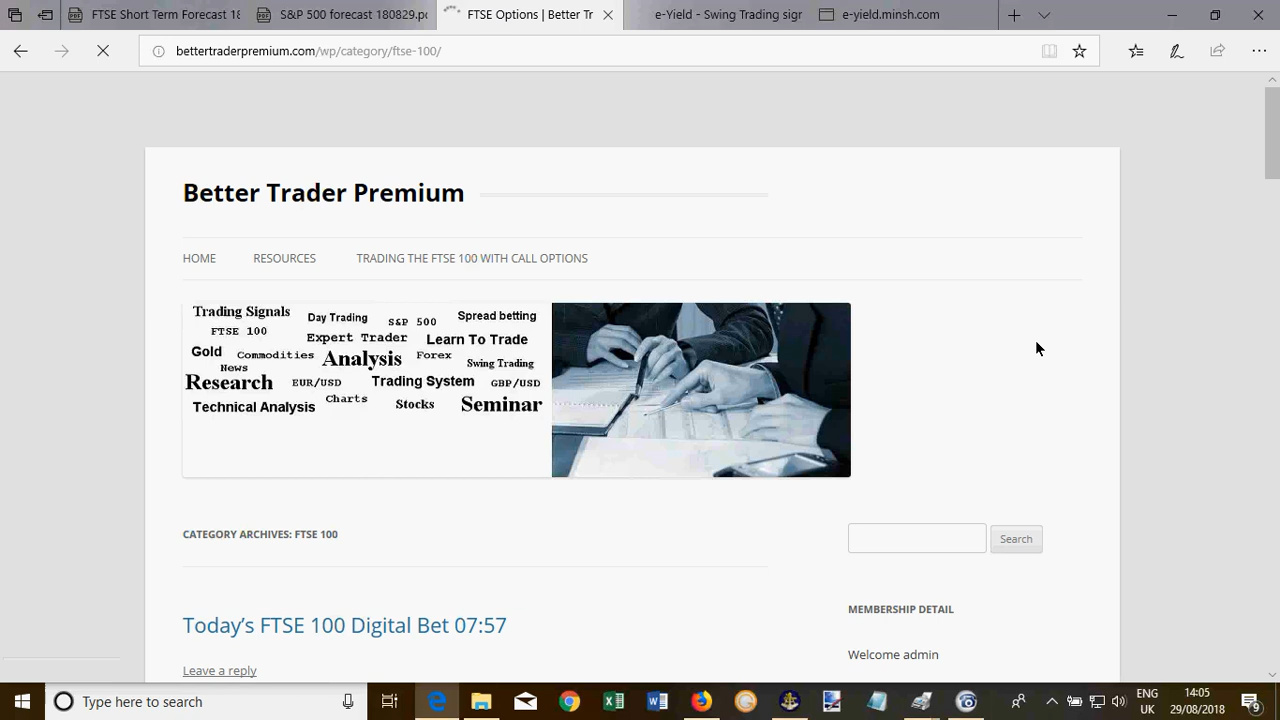 FTSE Short Term Forecast 18
S&P 500 forecast 180829.pc
FTSE Options | Better Tr
e-Yield - Swing Trading sigr
e-yield.minsh.com
bettertraderpremium.com/wp/category/ftse-100/
Better Trader Premium
HOME
RESOURCES
TRADING THE FTSE 100 WITH CALL OPTIONS
Trading Signals
Day Trading
S&P 500
Spread betting
FTSE 100
Expert Trader
Learn To Trade
Gold
Commodities
Analysis
Forex
Swing Trading
News
Research
EUR/USD
Trading System
GBP/USD
Technical Analysis
Charts
Stocks
Seminar
CATEGORY ARCHIVES: FTSE 100
Search
MEMBERSHIP DETAIL
Today’s FTSE 100 Digital Bet 07:57
Welcome admin
Leave a reply
Type here to search
ENG
UK
14:05
29/08/2018
9